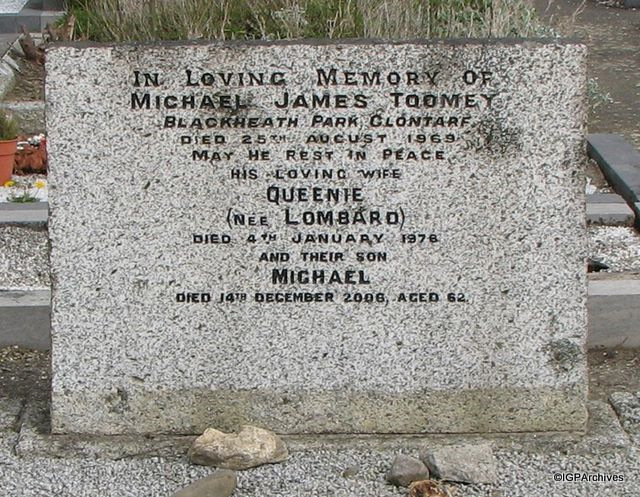 IN LOVING MEMORY OF
MICHAEL JAMES TOOMEY
BLACKHEATH PARK, CLONTARF
DIED 25TH AUGUST 1969
MAY HE REST IN PEACE
HIS LOVING WIFE
QUEENIE
(NEE LOMBARD)
DIED 4TH JANUARY 1978
AND THEIR SON
MICHAEL
DIED 14TH DECEMBER 2006, AGED 62
©IGPArchives